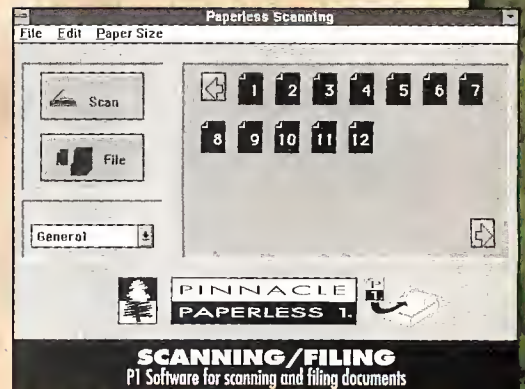 Paperless Scanning
File Edit Paper Size
Scan
1 2 3 4 5 6 7
File
8 9 10 11 12
General
PINNACLE
PAPERLESS 1.
P
1
SCANNING/FILING
P1 Software for scanning and filing documents